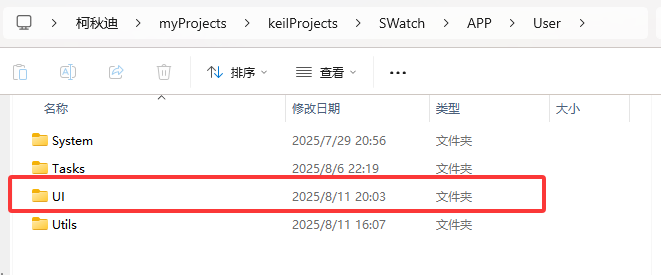 柯秋迪 > myProjects > keilProjects > SWatch > APP > User >
排序 查看 ...
名称 修改日期 类型 大小
System 2025/7/29 20:56 文件夹
Tasks 2025/8/6 22:19 文件夹
UI 2025/8/11 20:03 文件夹
Utils 2025/8/11 16:07 文件夹